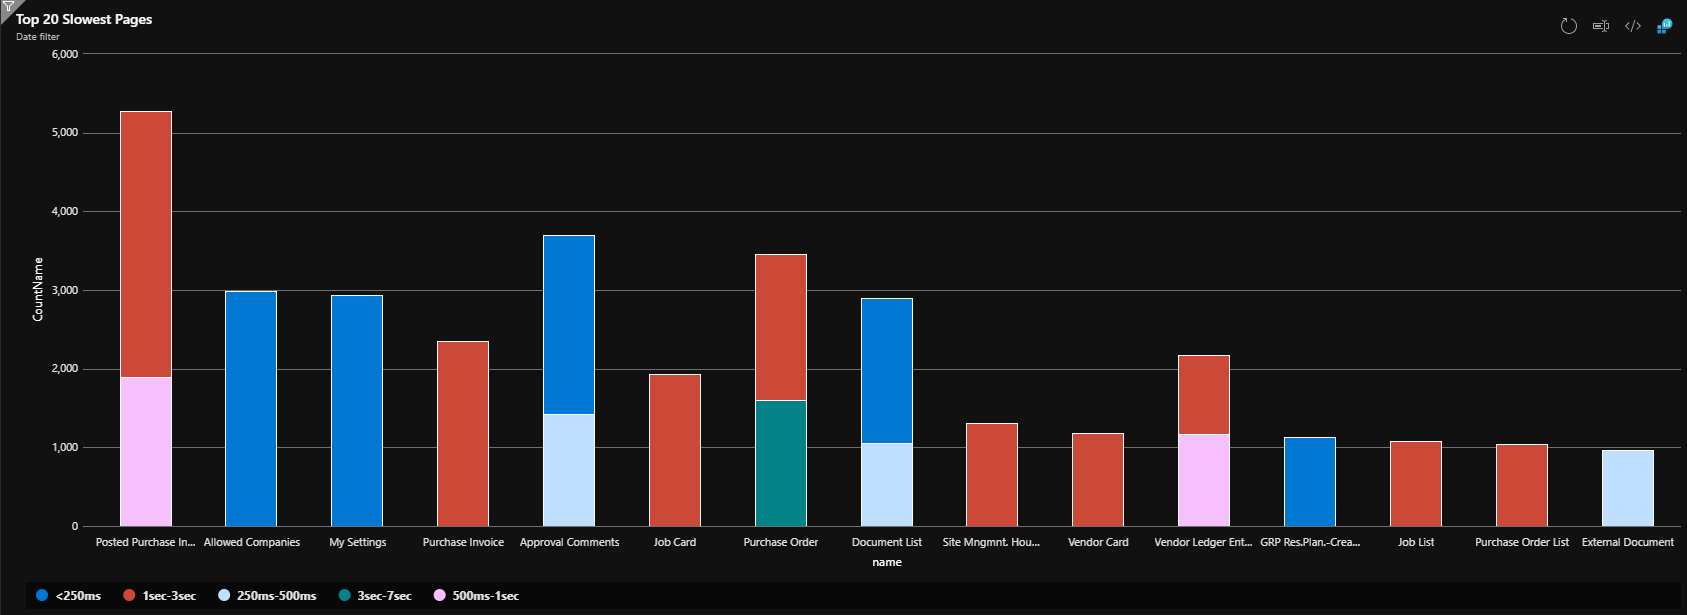 Top 20 Slowest Pages
Date filter
6,000
5,000
4,000
3,000
2,000
1,000
0
CountName
Posted Purchase In... Allowed Companies My Settings Purchase Invoice Approval Comments Job Card Purchase Order Document List Site Mngmnt. Hou... Vendor Card Vendor Ledger Ent... GRP Res.Plan.-Crea... Job List Purchase Order List External Document
name
<250ms 1sec-3sec 250ms-500ms 3sec-7sec 500ms-1sec